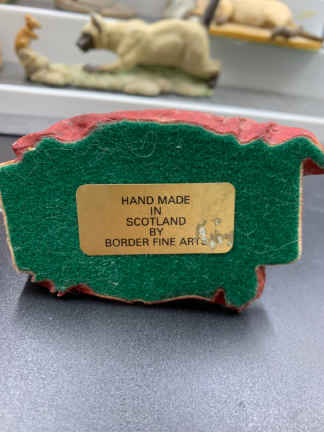 HAND MADE
IN
SCOTLAND
BY
BORDER FINE ARTS